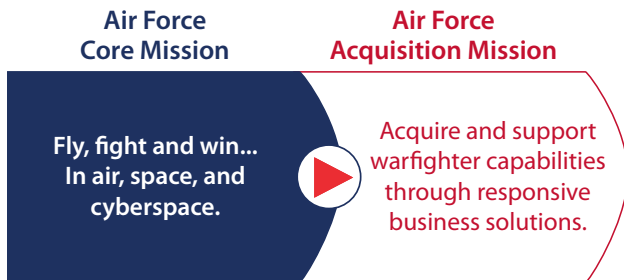 Air Force
Core Mission
Air Force
Acquisition Mission
Fly, fight and win...
In air, space, and
cyberspace.
Acquire and support
warfighter capabilities
through responsive
business solutions.